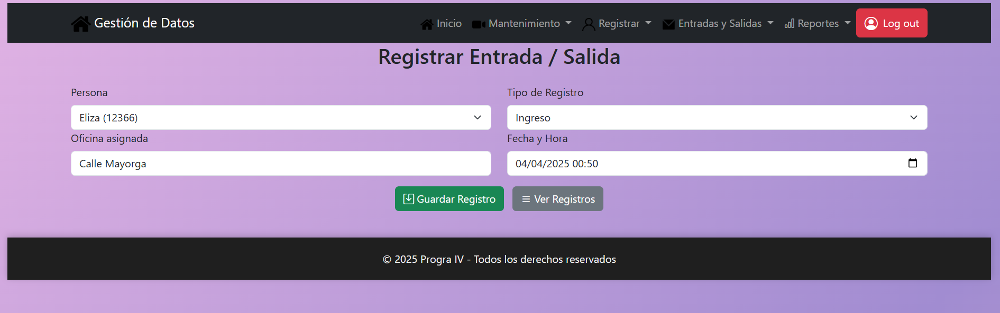 Gestión de Datos Inicio Mantenimiento Registrar Entradas y Salidas Reportes Log out
Registrar Entrada / Salida
Persona Tipo de Registro
Eliza (12366) Ingreso
Oficina asignada Fecha y Hora
Calle Mayorga 04/04/2025 00:50
Guardar Registro Ver Registros
© 2025 Progra IV - Todos los derechos reservados